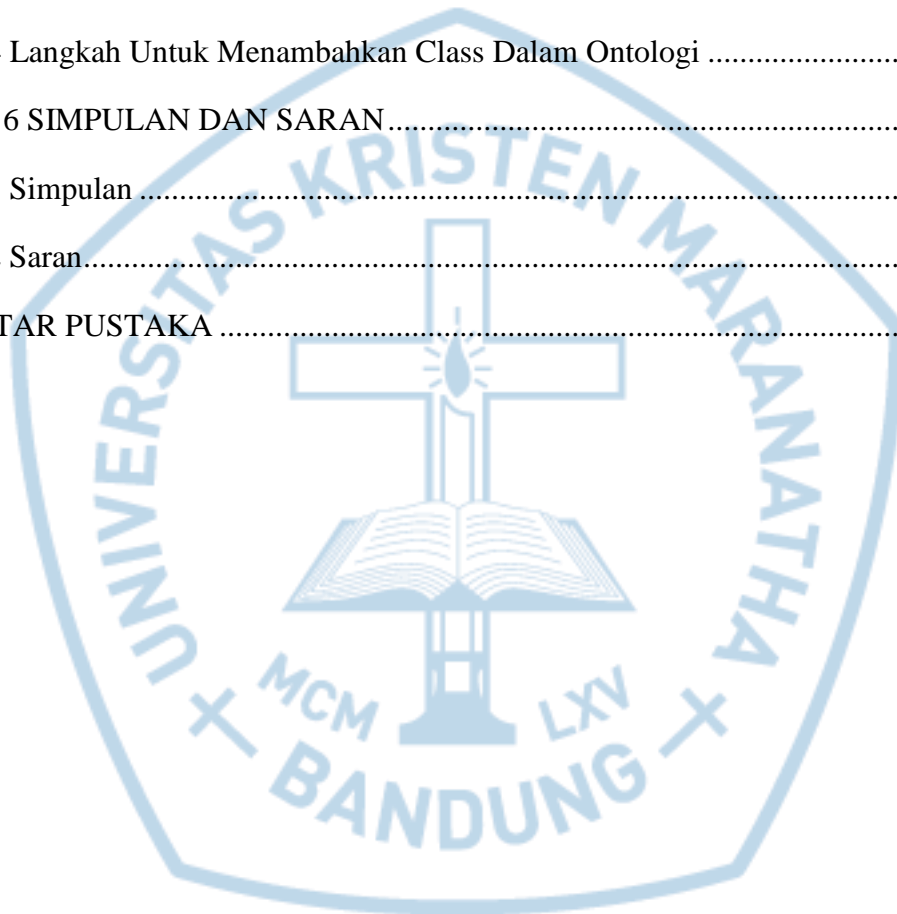 Langkah Untuk Menambahkan Class Dalam Ontologi ........................
6 SIMPULAN DAN SARAN ................................................................
Simpulan ................................................................................................
Saran.......................................................................................................
TAR PUSTAKA .....................................................................................
UNIVERSITAS KRISTEN MARANATHA
MCM LXV
BANDUNG